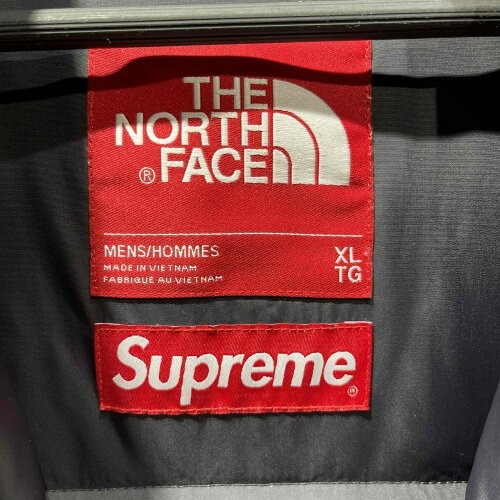 THE
NORTH
® FACE
MENS/HOMMES
MADE IN VIETNAM
FABRIQUÉ AU VIETNAM
XL
TG
Supreme®